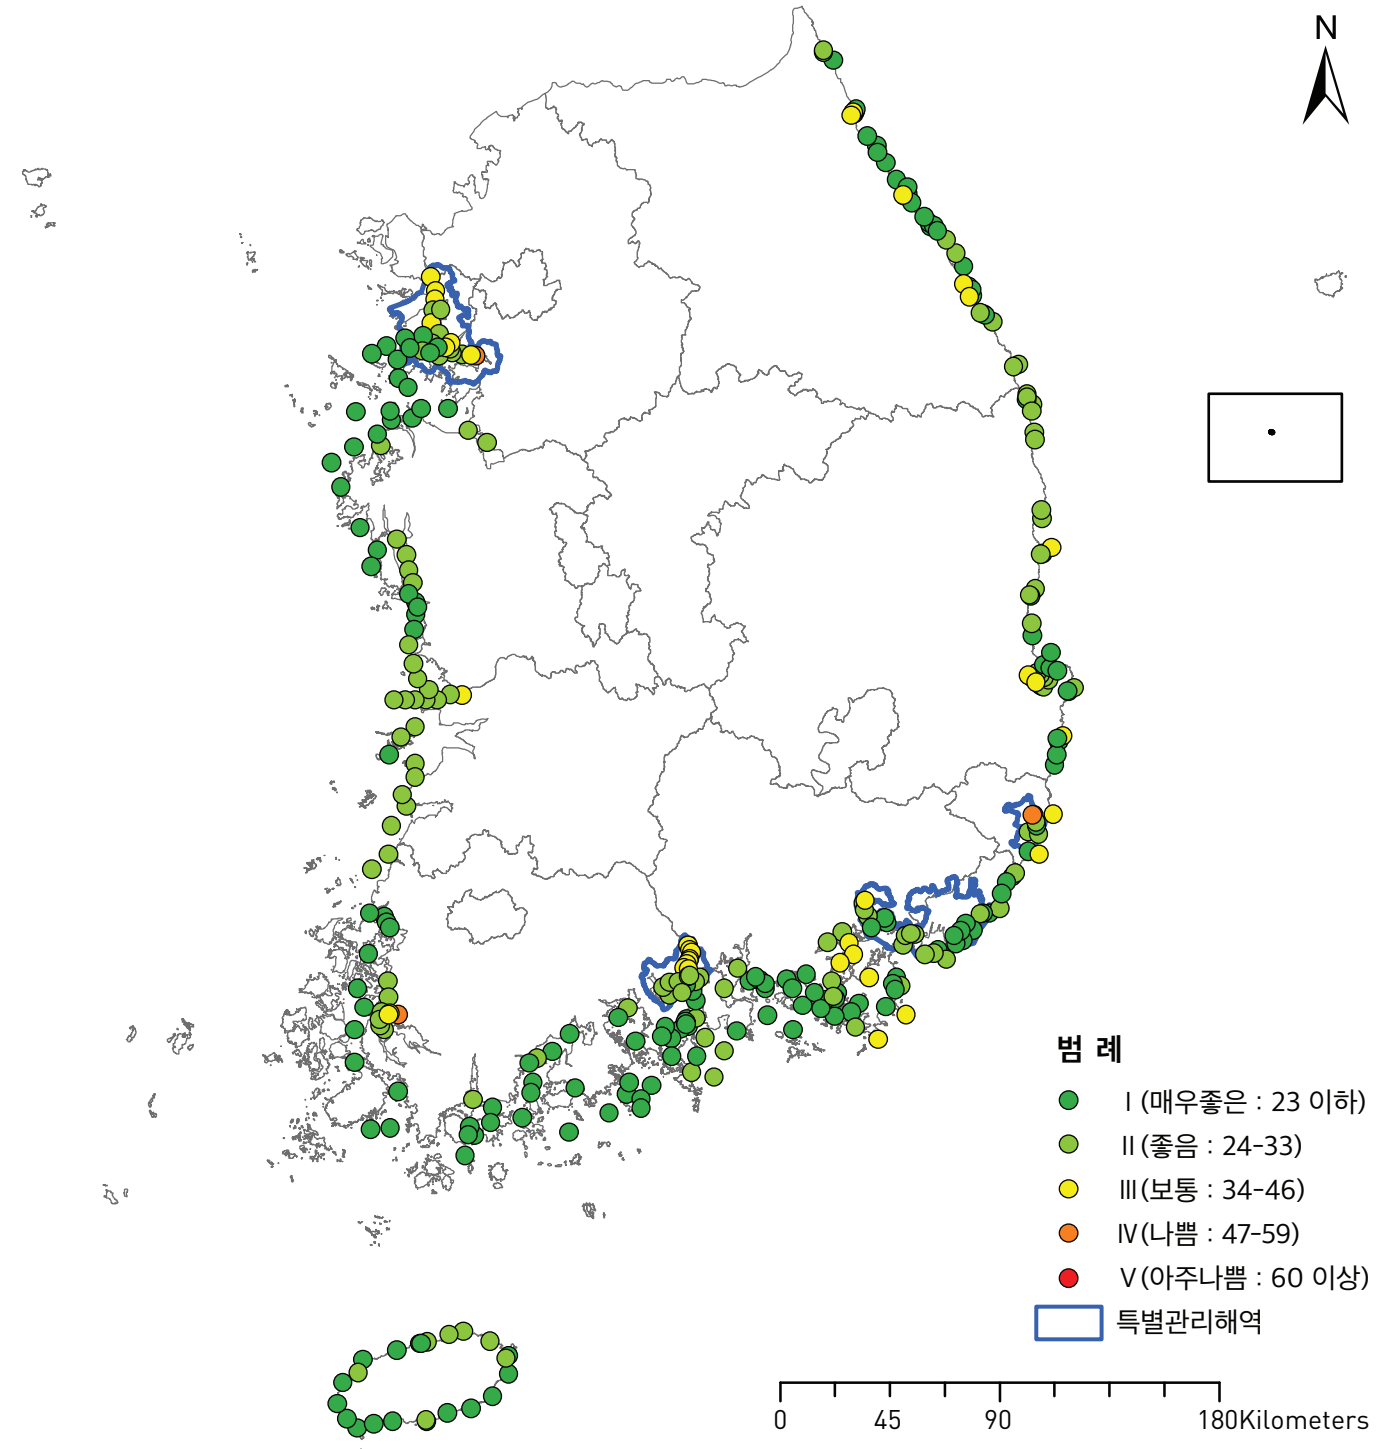 N
범 례
Ⅰ(매우좋은 : 23 이하)
Ⅱ(좋음 : 24-33)
Ⅲ(보통 : 34-46)
Ⅳ(나쁨 : 47-59)
Ⅴ(아주나쁨 : 60 이상)
특별관리해역
0 45 90 180Kilometers